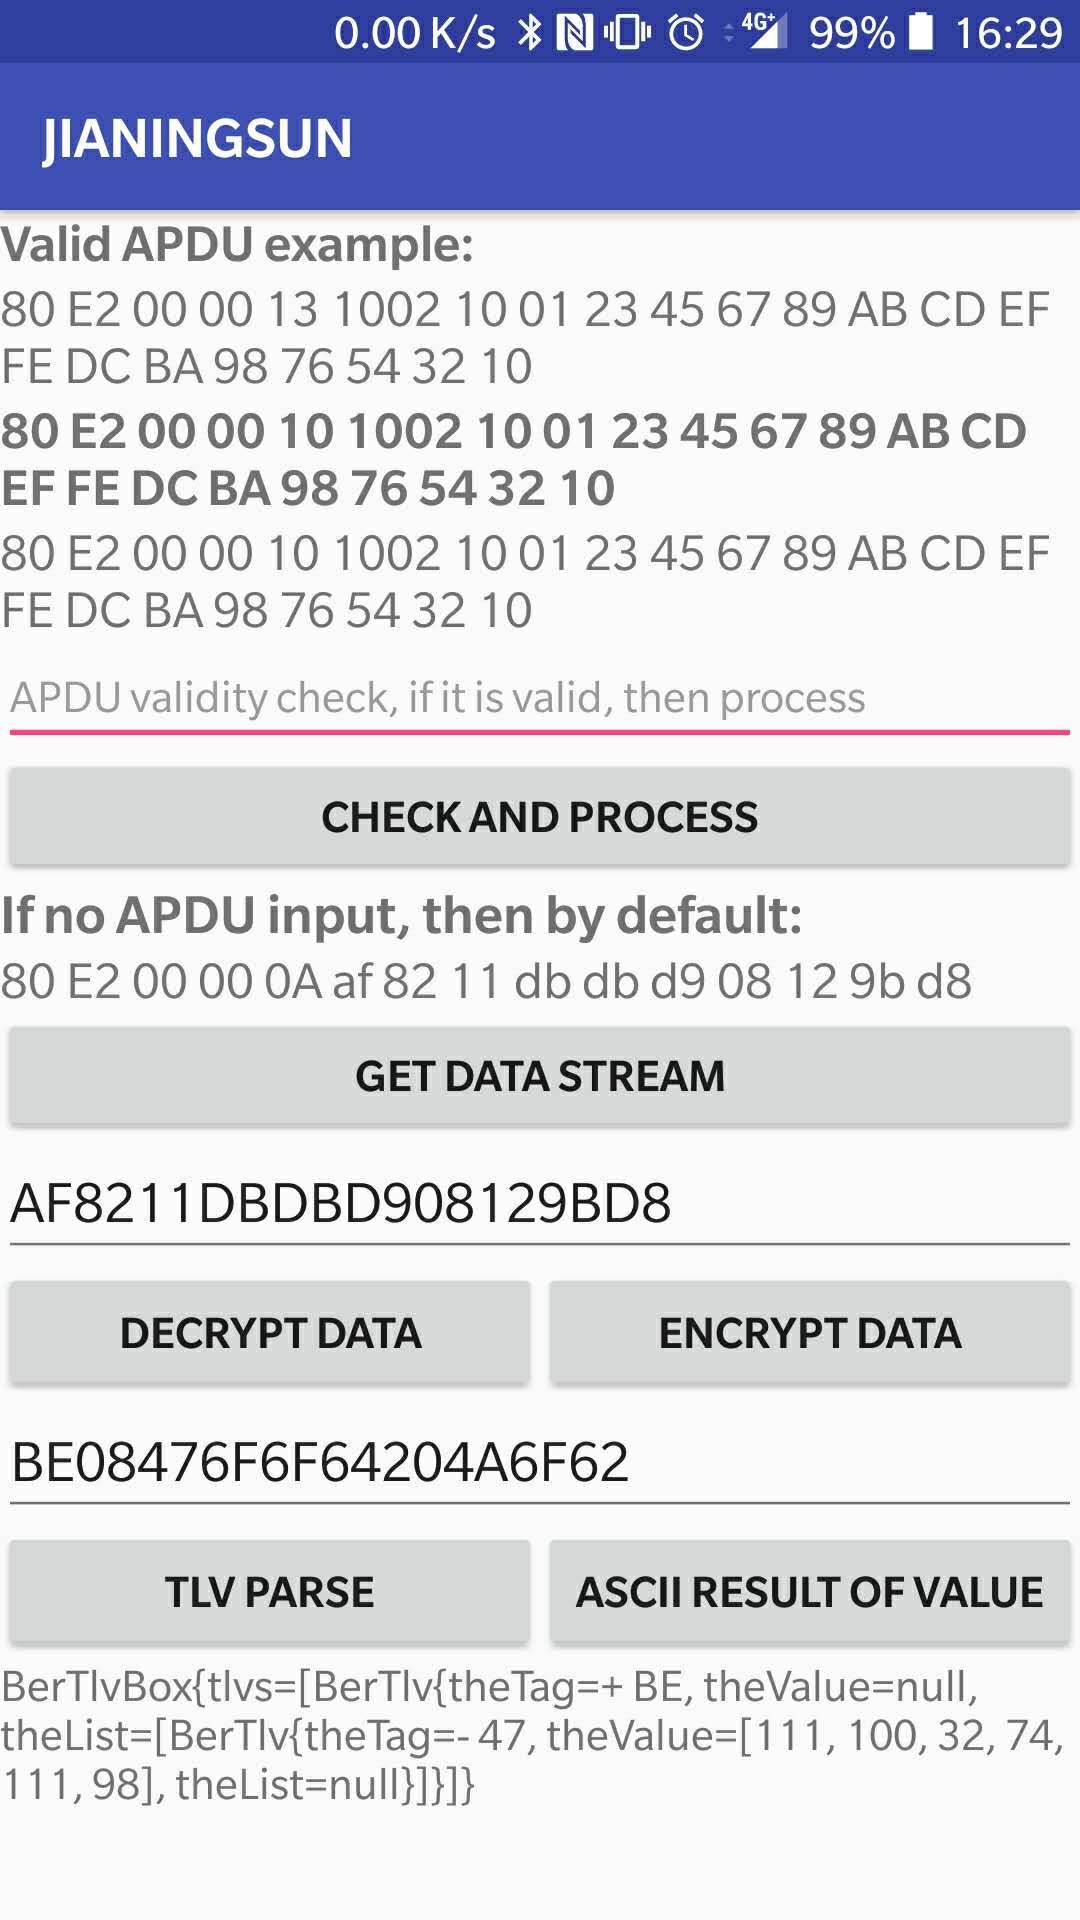 0.00 K/s 4G+ 99% 16:29
JIANINGSUN
Valid APDU example:
80 E2 00 00 13 1002 10 01 23 45 67 89 AB CD EF
FE DC BA 98 76 54 32 10
80 E2 00 00 10 1002 10 01 23 45 67 89 AB CD
EF FE DC BA 98 76 54 32 10
80 E2 00 00 10 1002 10 01 23 45 67 89 AB CD EF
FE DC BA 98 76 54 32 10
APDU validity check, if it is valid, then process
CHECK AND PROCESS
If no APDU input, then by default:
80 E2 00 00 0A af 82 11 db db d9 08 12 9b d8
GET DATA STREAM
AF8211DBDBD908129BD8
DECRYPT DATA ENCRYPT DATA
BE08476F6F64204A6F62
TLV PARSE ASCII RESULT OF VALUE
BerTlvBox{tlvs=[BerTlv{theTag=+ BE, theValue=null,
theList=[BerTlv{theTag=- 47, theValue=[111, 100, 32, 74,
111, 98], theList=null}]}]}